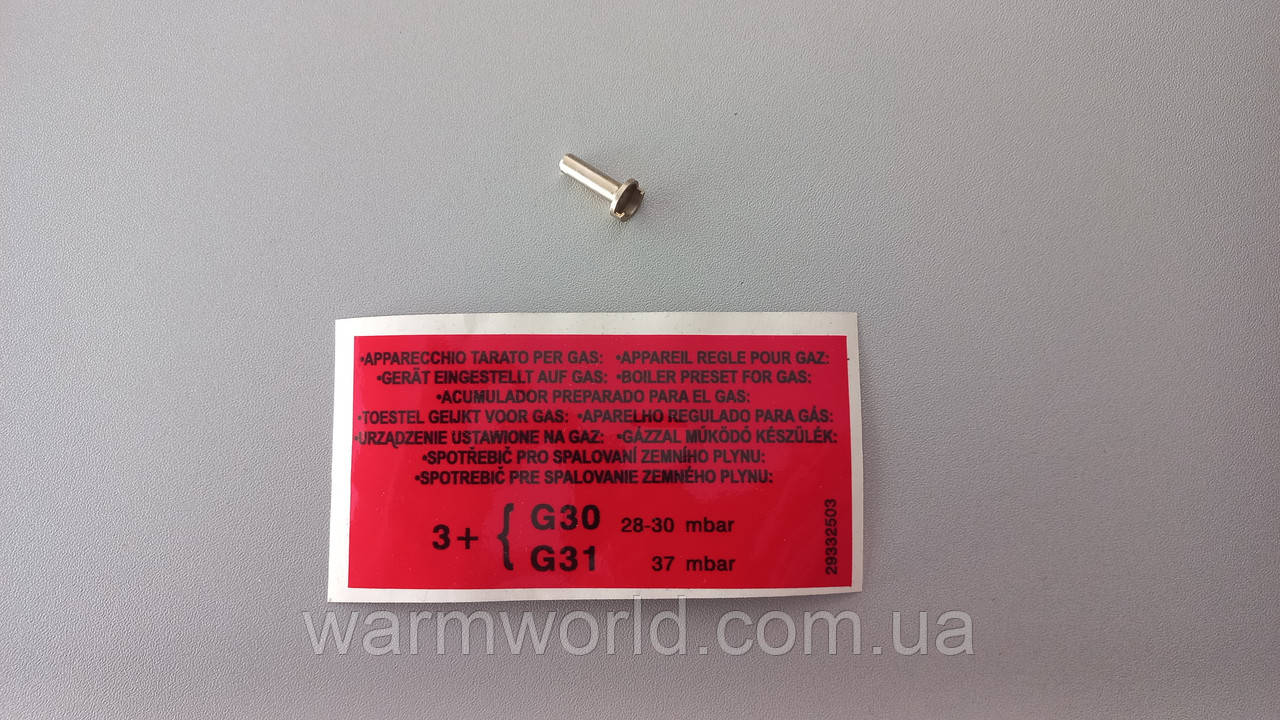 •APPARECCHIO TARATO PER GAS: •APPAREIL REGLE POUR GAZ:
•GERÄT EINGESTELLT AUF GAS: •BOILER PRESET FOR GAS:
•ACUMULADOR PREPARADO PARA EL GAS:
•TOESTEL GEIJKT VOOR GAS: •APARELHO REGULADO PARA GÁS:
•URZĄDZENIE USTAWIONE NA GAZ: •GÁZZAL MŰKÖDŐ KÉSZÜLÉK:
•SPOTŘEBIČ PRO SPALOVANÍ ZEMNÍHO PLYNU:
•SPOTREBIČ PRE SPALOVANIE ZEMNÉHO PLYNU:
3+ { G30 28-30 mbar
G31 37 mbar
29332503
warmworld.com.ua